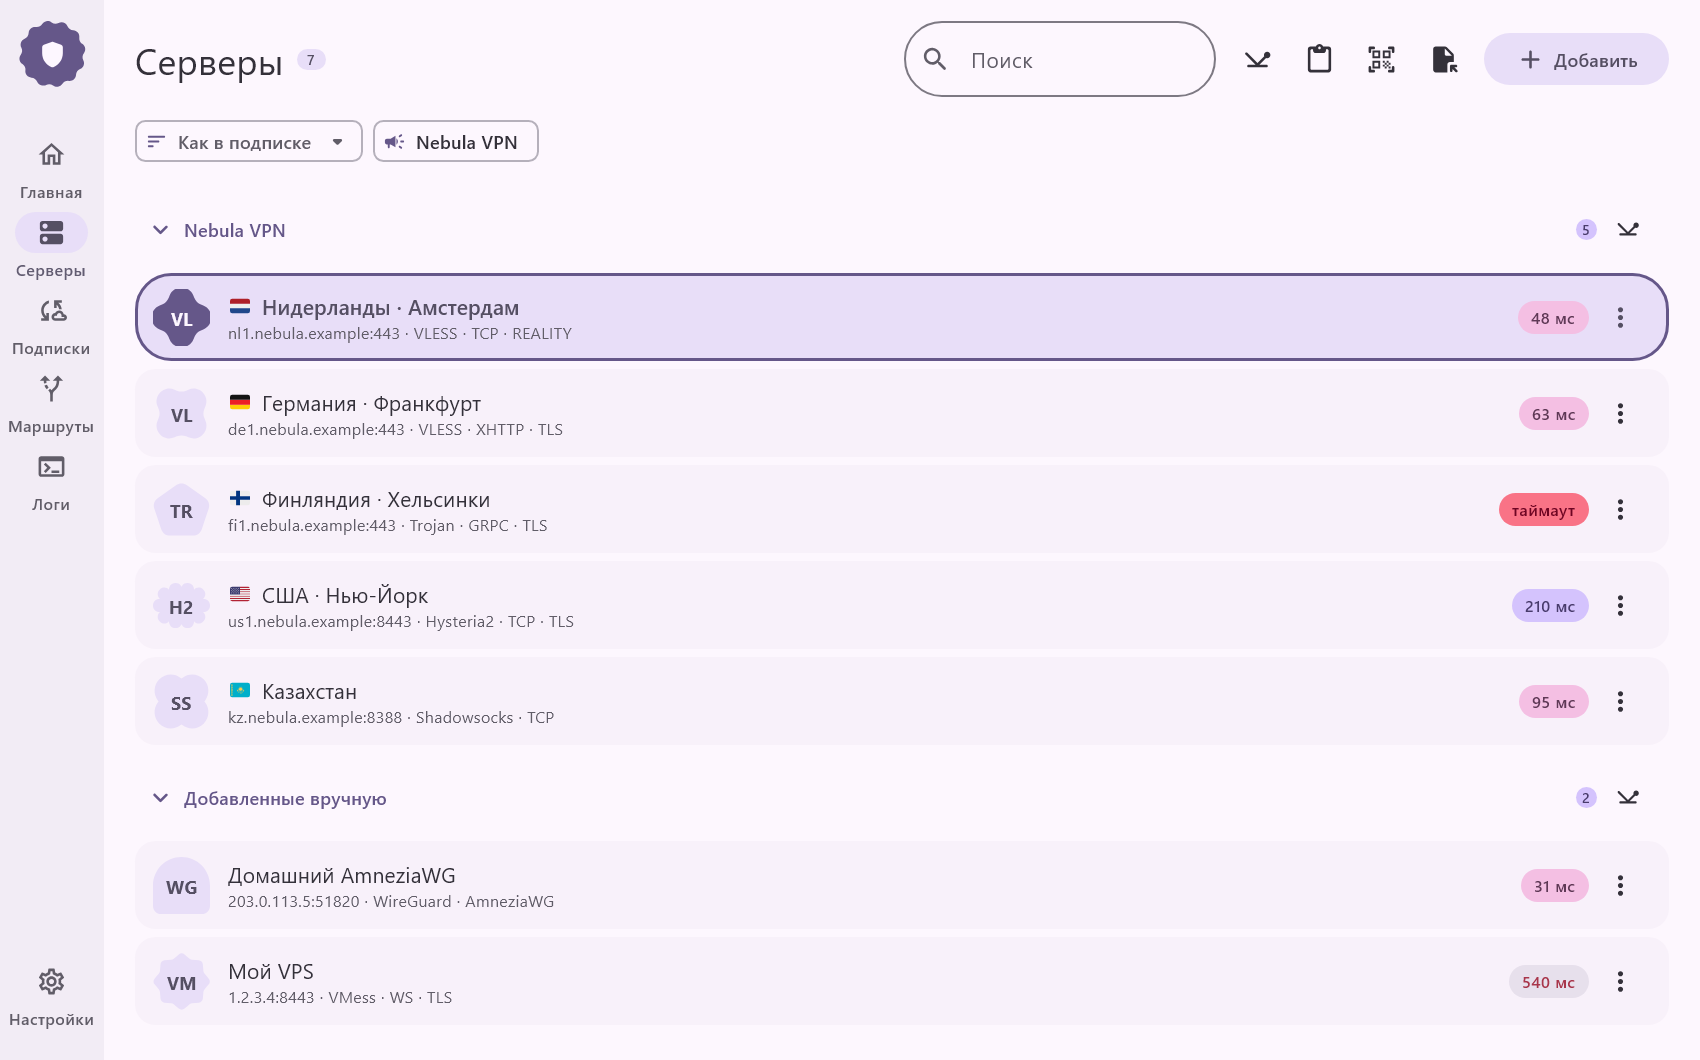 Серверы 7
Поиск
Добавить
Как в подписке
Nebula VPN
Главная
Серверы
Подписки
Маршруты
Логи
Настройки
Nebula VPN
5
VL
Нидерланды · Амстердам
nl1.nebula.example:443 · VLESS · TCP · REALITY
48 мс
VL
Германия · Франкфурт
de1.nebula.example:443 · VLESS · XHTTP · TLS
63 мс
TR
Финляндия · Хельсинки
fi1.nebula.example:443 · Trojan · GRPC · TLS
таймаут
H2
США · Нью-Йорк
us1.nebula.example:8443 · Hysteria2 · TCP · TLS
210 мс
SS
Казахстан
kz.nebula.example:8388 · Shadowsocks · TCP
95 мс
Добавленные вручную
2
WG
Домашний AmneziaWG
203.0.113.5:51820 · WireGuard · AmneziaWG
31 мс
VM
Мой VPS
1.2.3.4:8443 · VMess · WS · TLS
540 мс